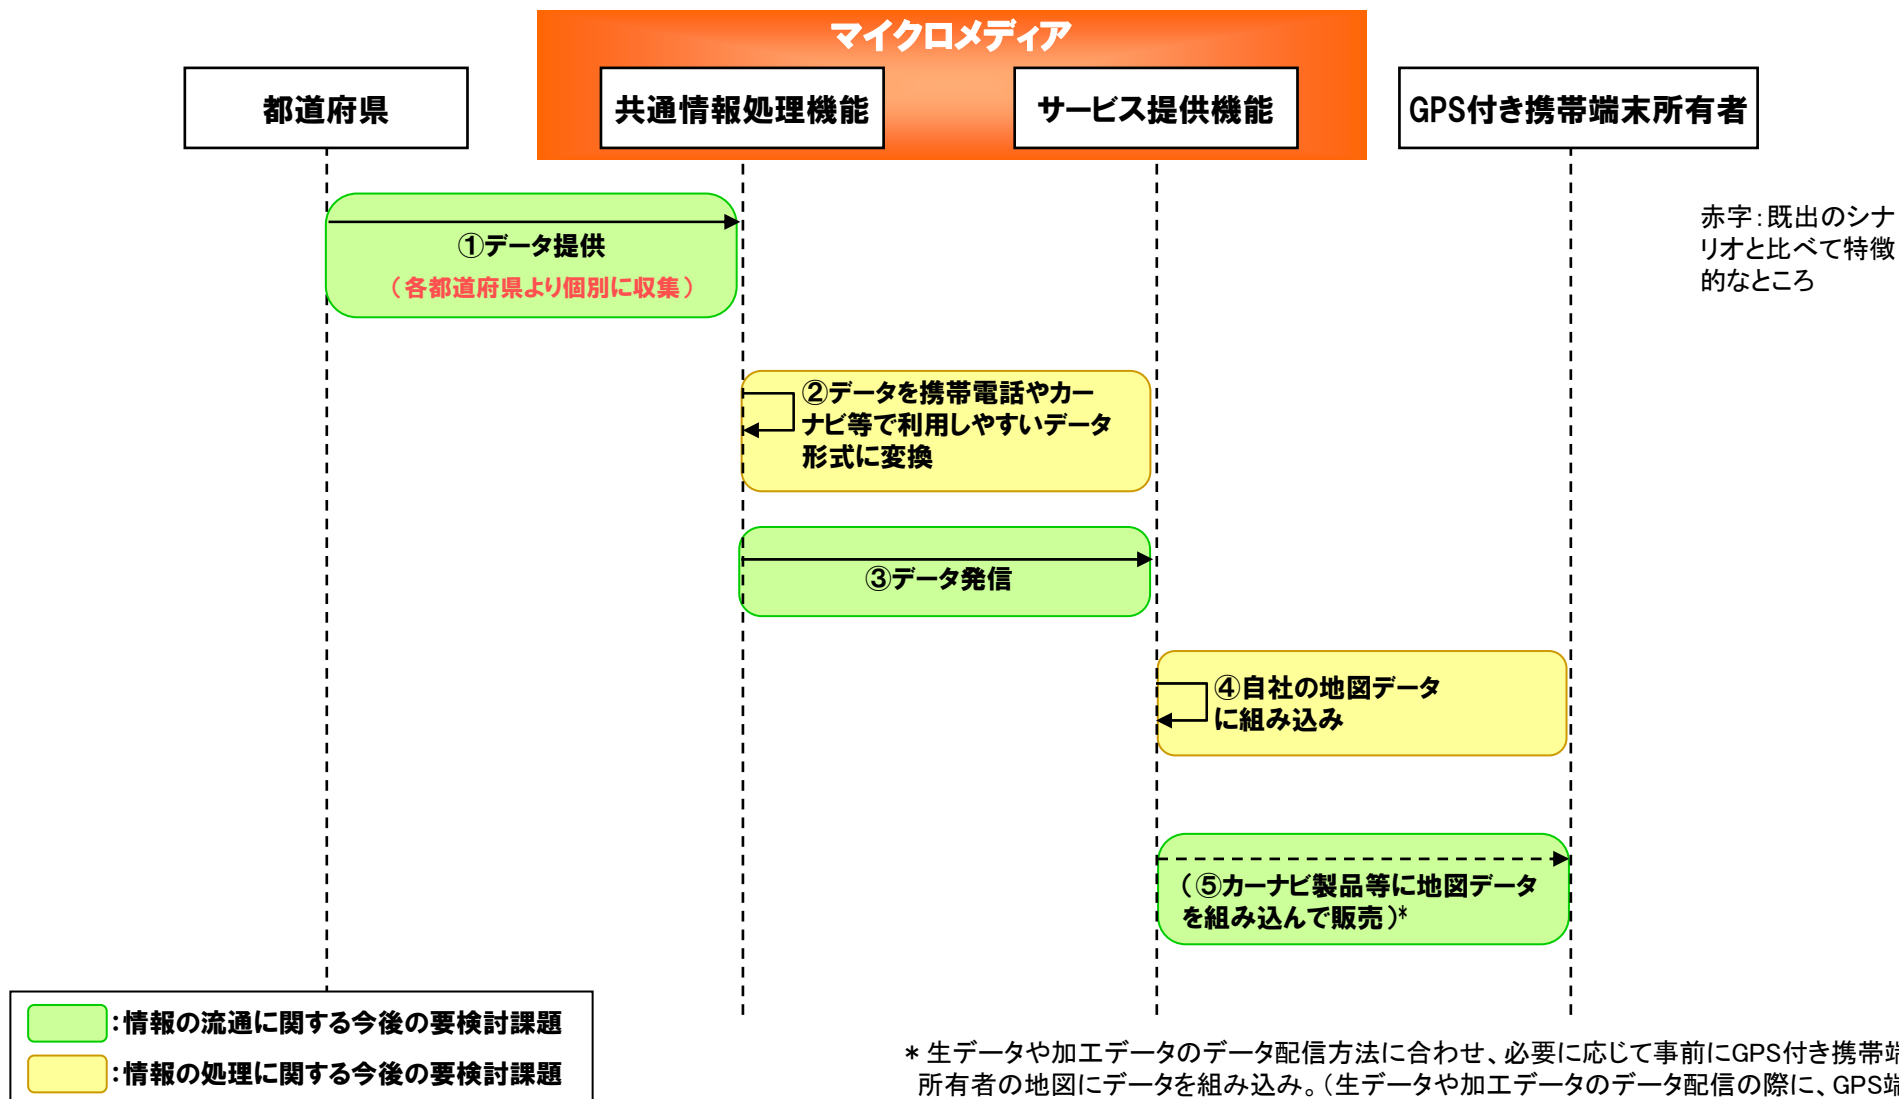 マイクロメディア
都道府県
共通情報処理機能
サービス提供機能
GPS付き携帯端末所有者
①データ提供
（各都道府県より個別に収集）
赤字：既出のシナ
リオと比べて特徴
的なところ
②データを携帯電話やカー
ナビ等で利用しやすいデータ
形式に変換
③データ発信
④自社の地図データ
に組み込み
（⑤カーナビ製品等に地図データ
を組み込んで販売）*
：情報の流通に関する今後の要検討課題
：情報の処理に関する今後の要検討課題
* 生データや加工データのデータ配信方法に合わせ、必要に応じて事前にGPS付き携帯端
所有者の地図にデータを組み込み。（生データや加工データのデータ配信の際に、GPS端